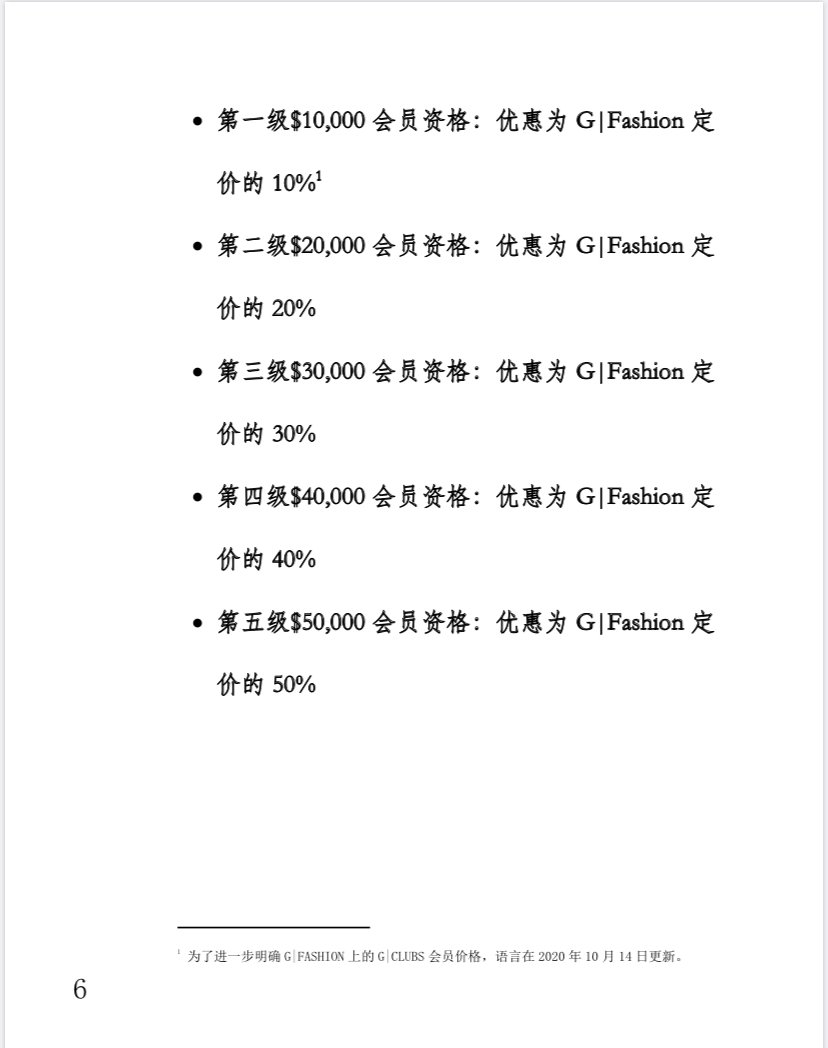 • 第一级$10,000 会员资格：优惠为 G|Fashion 定
价的 10%¹
• 第二级$20,000 会员资格：优惠为 G|Fashion 定
价的 20%
• 第三级$30,000 会员资格：优惠为 G|Fashion 定
价的 30%
• 第四级$40,000 会员资格：优惠为 G|Fashion 定
价的 40%
• 第五级$50,000 会员资格：优惠为 G|Fashion 定
价的 50%
¹ 为了进一步明确 G|FASHION 上的 G|CLUBS 会员价格，语言在 2020 年 10 月 14 日更新。
6